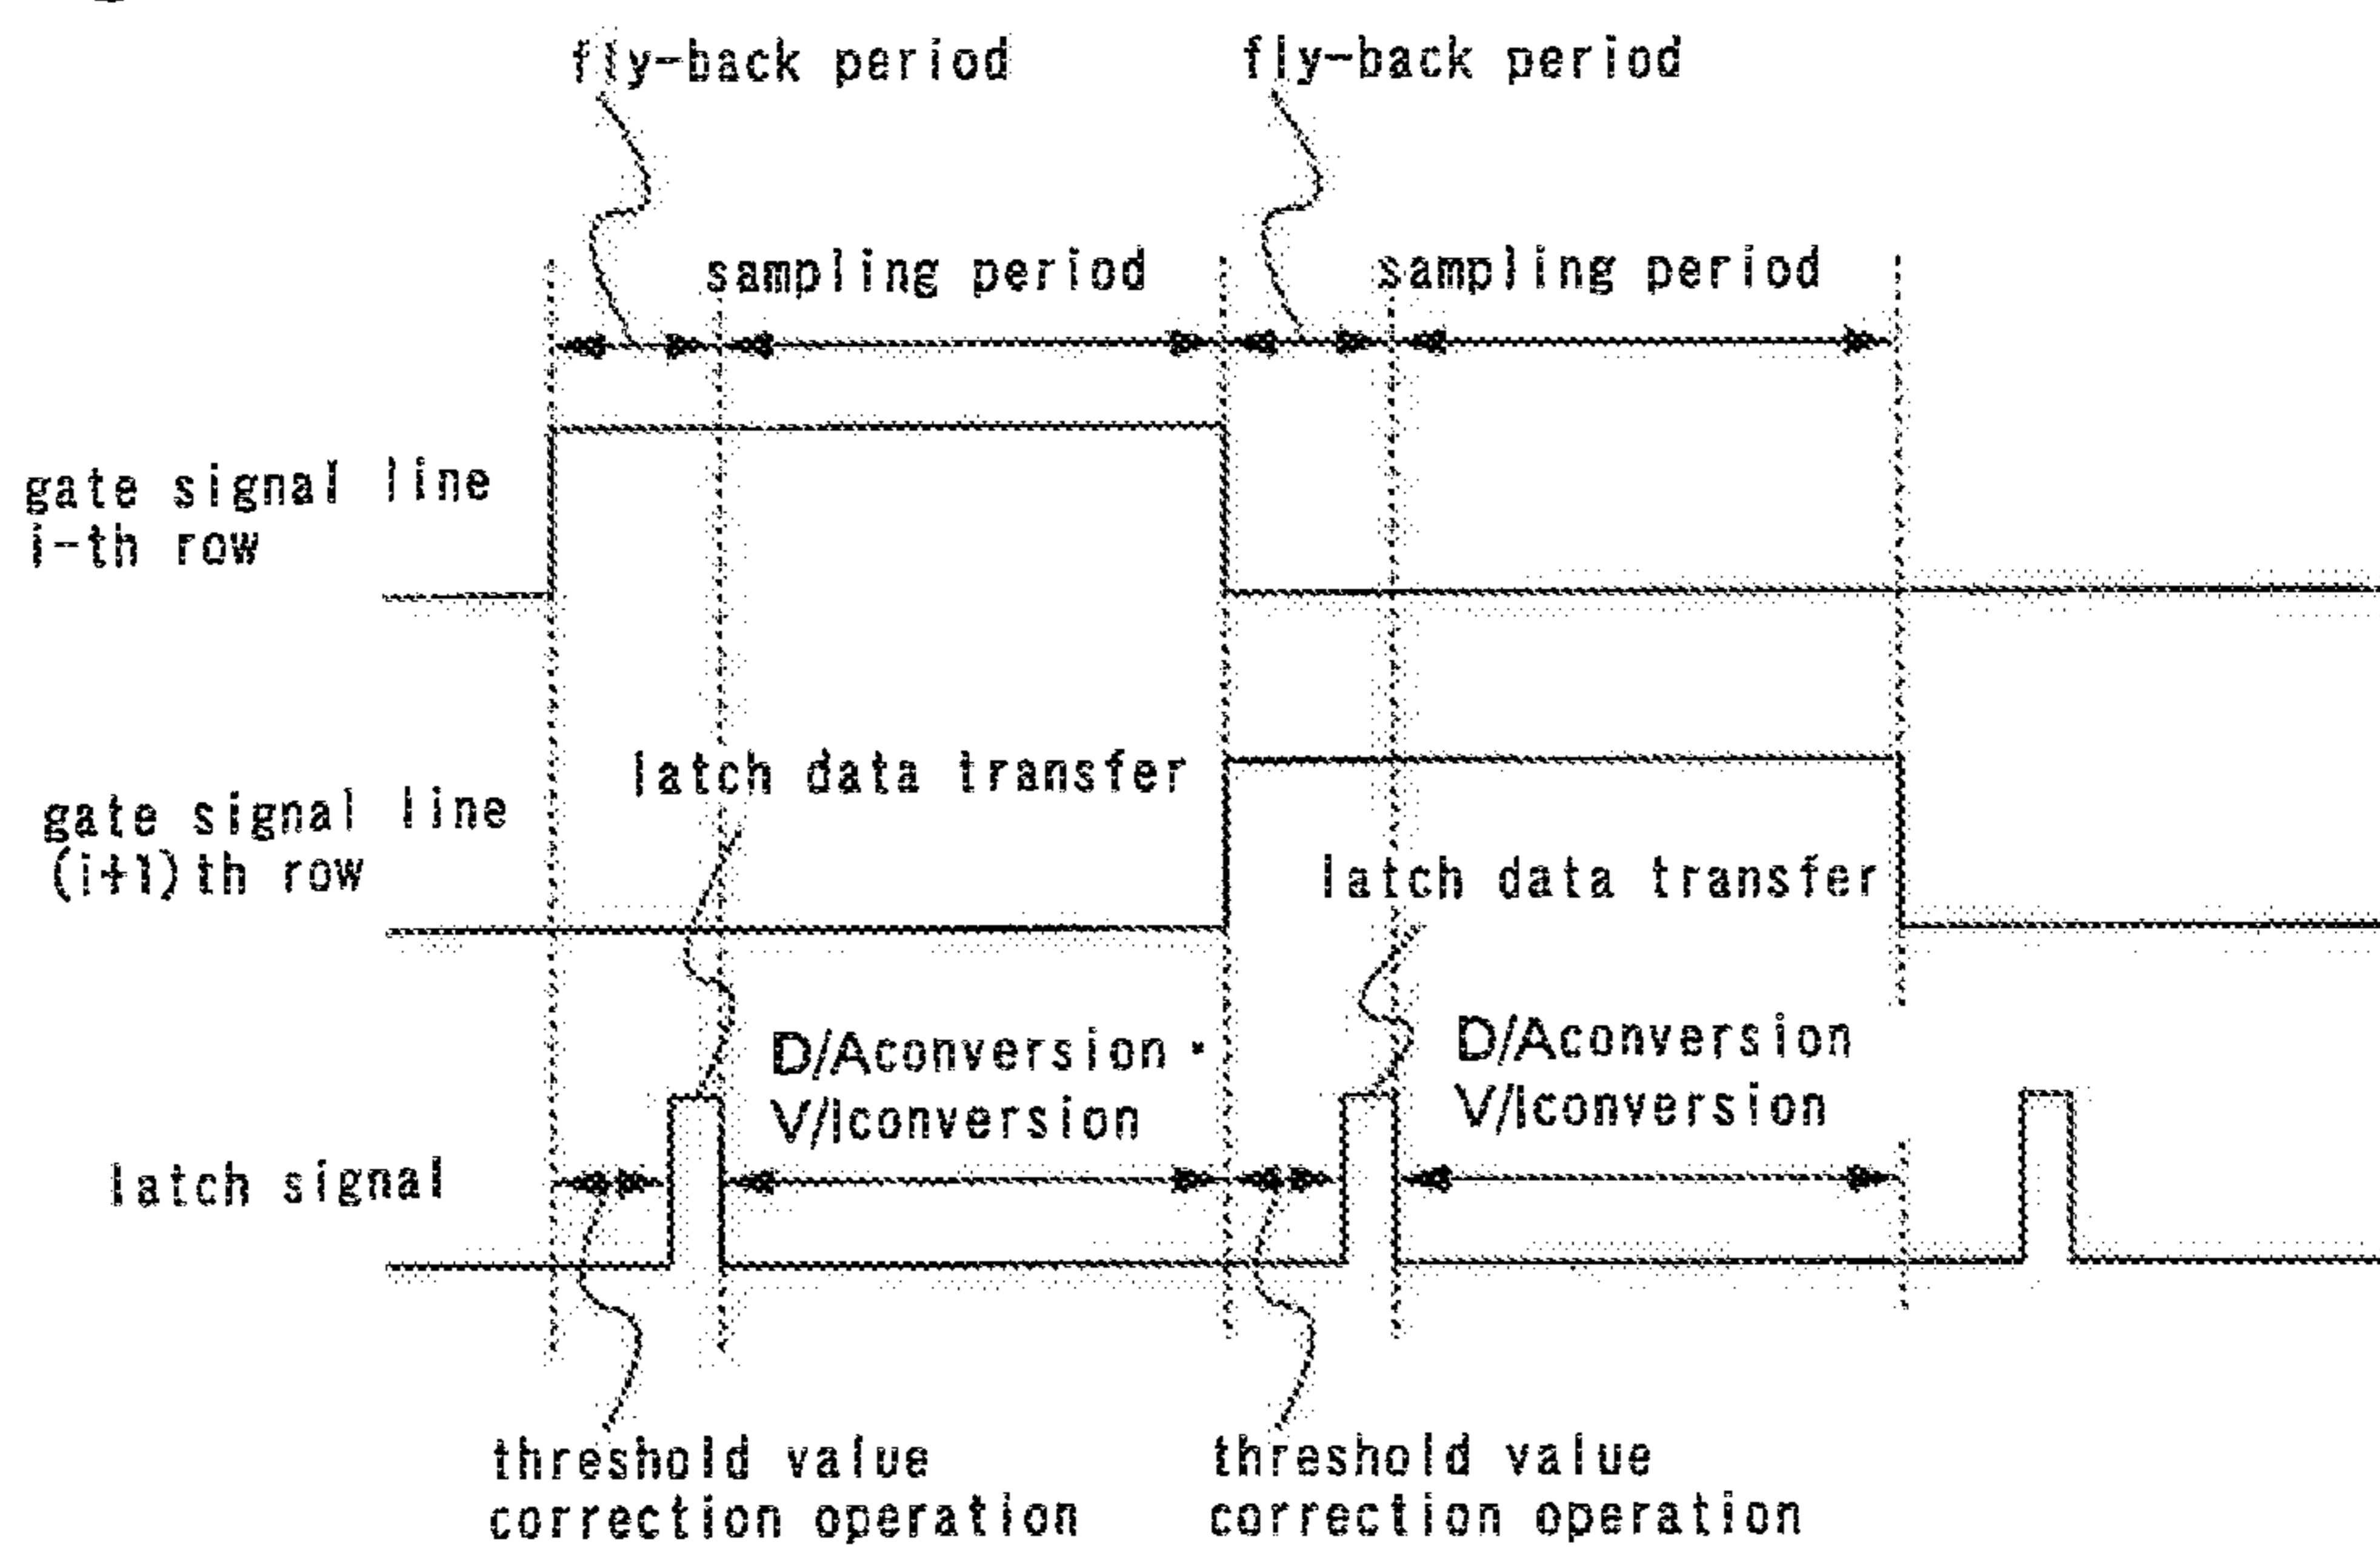 fly-back period
fly-back period
sampling period
sampling period
gate signal line
i-th row
latch data transfer
gate signal line
(i+1)th row
latch data transfer
D/Aconversion ·
V/Iconversion
D/Aconversion
V/Iconversion
latch signal
threshold value
correction operation
threshold value
correction operation